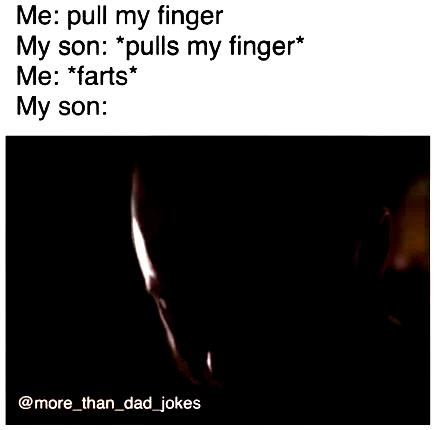 Me: pull my finger
My son: *pulls my finger*
Me: *farts*
My son:
@more_than_dad_jokes